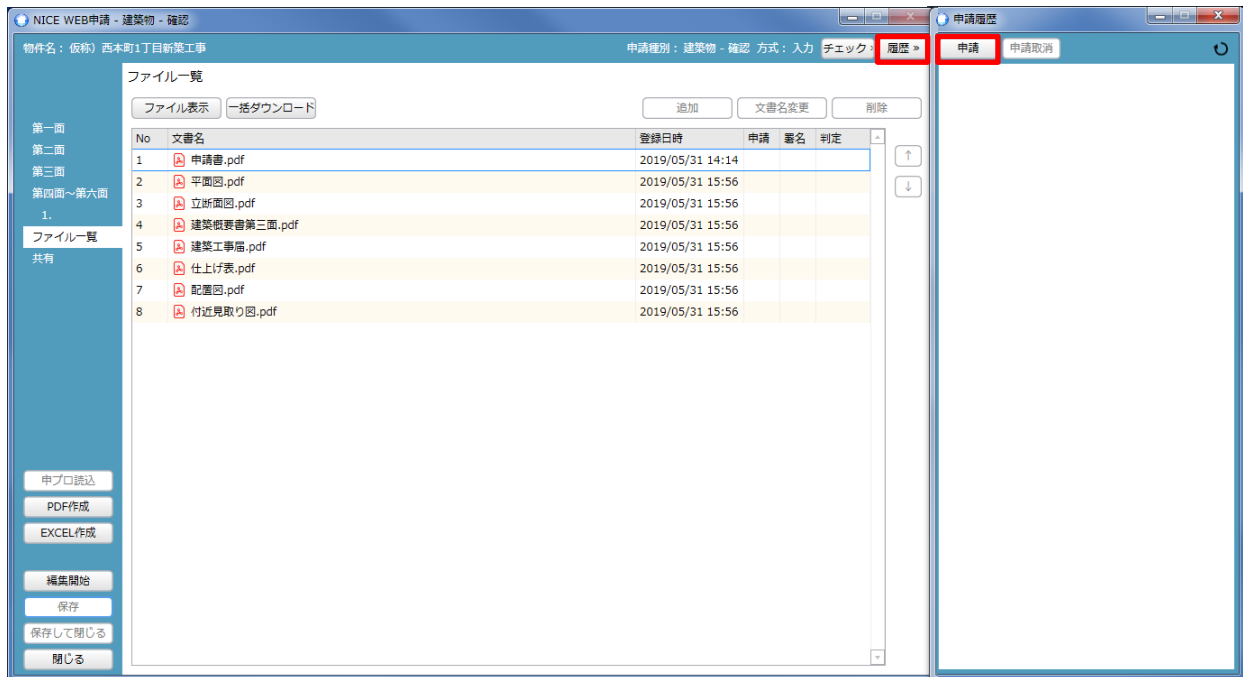 NICE WEB申請 - 建築物 - 確認
物件名： 仮称）西本町1丁目新築工事
申請種別： 建築物 - 確認 方式： 入力
チェック»
履歴 »
第一面
第二面
第三面
第四面～第六面
1.
ファイル一覧
共有
申プロ読込
PDF作成
EXCEL作成
編集開始
保存
保存して閉じる
閉じる
ファイル一覧
ファイル表示
一括ダウンロード
追加
文書名変更
削除
No 文書名 登録日時 申請 署名 判定
1 申請書.pdf 2019/05/31 14:14
2 平面図.pdf 2019/05/31 15:56
3 立断面図.pdf 2019/05/31 15:56
4 建築概要書第三面.pdf 2019/05/31 15:56
5 建築工事届.pdf 2019/05/31 15:56
6 仕上げ表.pdf 2019/05/31 15:56
7 配置図.pdf 2019/05/31 15:56
8 付近見取り図.pdf 2019/05/31 15:56
↑
↓
申請履歴
申請
申請取消